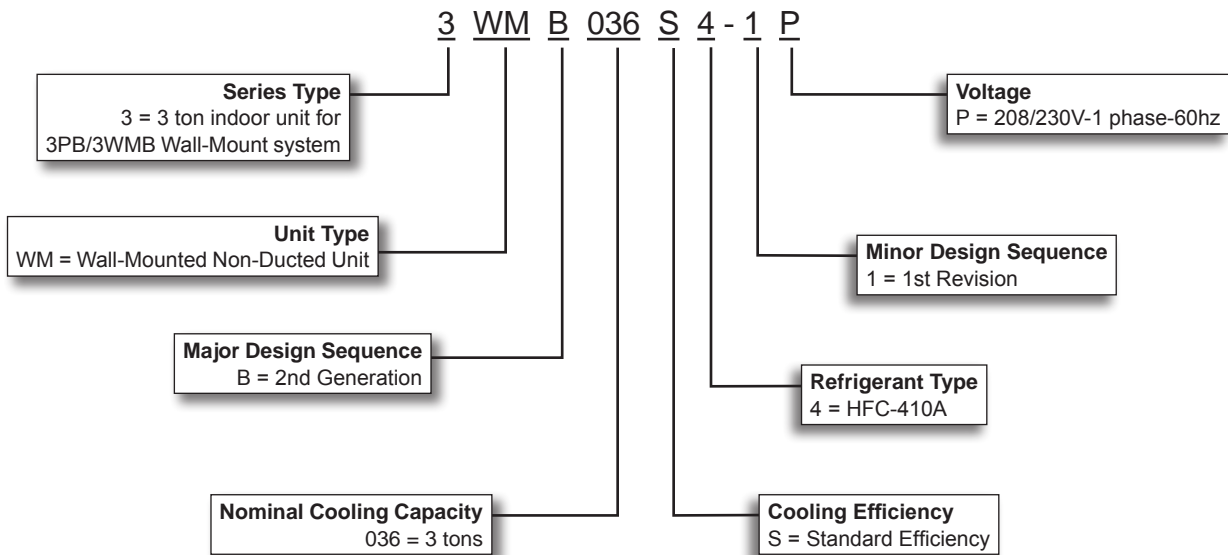 3 WM B 036 S 4 - 1 P
Series Type
3 = 3 ton indoor unit for
3PB/3WMB Wall-Mount system
Voltage
P = 208/230V-1 phase-60hz
Unit Type
WM = Wall-Mounted Non-Ducted Unit
Minor Design Sequence
1 = 1st Revision
Major Design Sequence
B = 2nd Generation
Refrigerant Type
4 = HFC-410A
Nominal Cooling Capacity
036 = 3 tons
Cooling Efficiency
S = Standard Efficiency